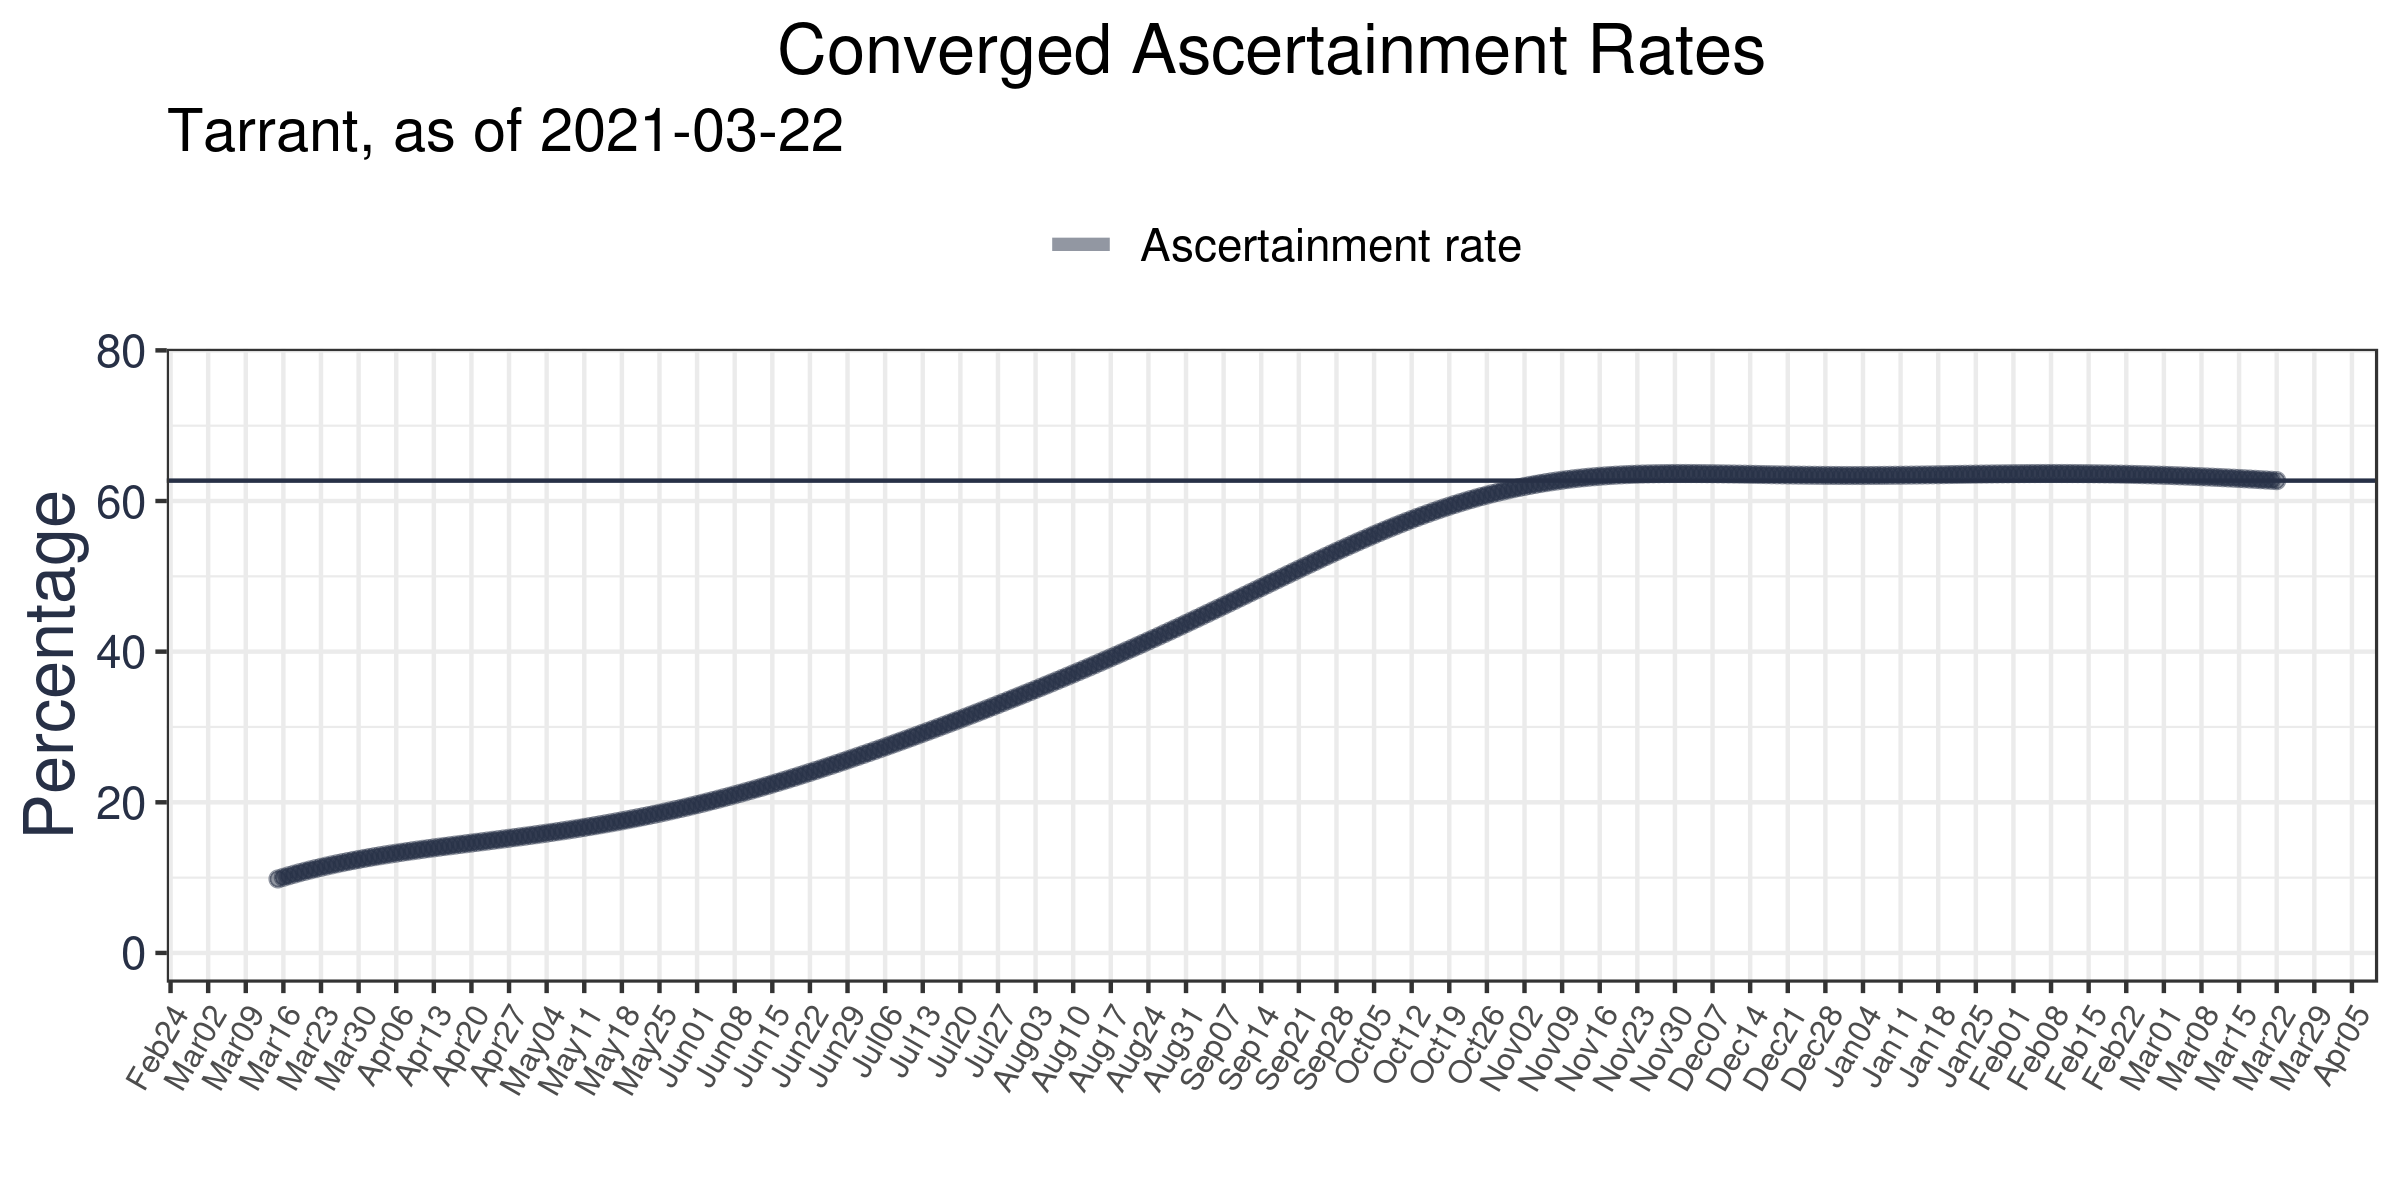 Converged Ascertainment Rates
Tarrant, as of 2021-03-22
Ascertainment rate
Percentage
80
60
40
20
0
Feb24 Mar02 Mar09 Mar16 Mar23 Mar30 Apr06 Apr13 Apr20 Apr27 May04 May11 May18 May25 Jun01 Jun08 Jun15 Jun22 Jun29 Jul06 Jul13 Jul20 Jul27 Aug03 Aug10 Aug17 Aug24 Aug31 Sep07 Sep14 Sep21 Sep28 Oct05 Oct12 Oct19 Oct26 Nov02 Nov09 Nov16 Nov23 Nov30 Dec07 Dec14 Dec21 Dec28 Jan04 Jan11 Jan18 Jan25 Feb01 Feb08 Feb15 Feb22 Mar01 Mar08 Mar15 Mar22 Mar29 Apr05